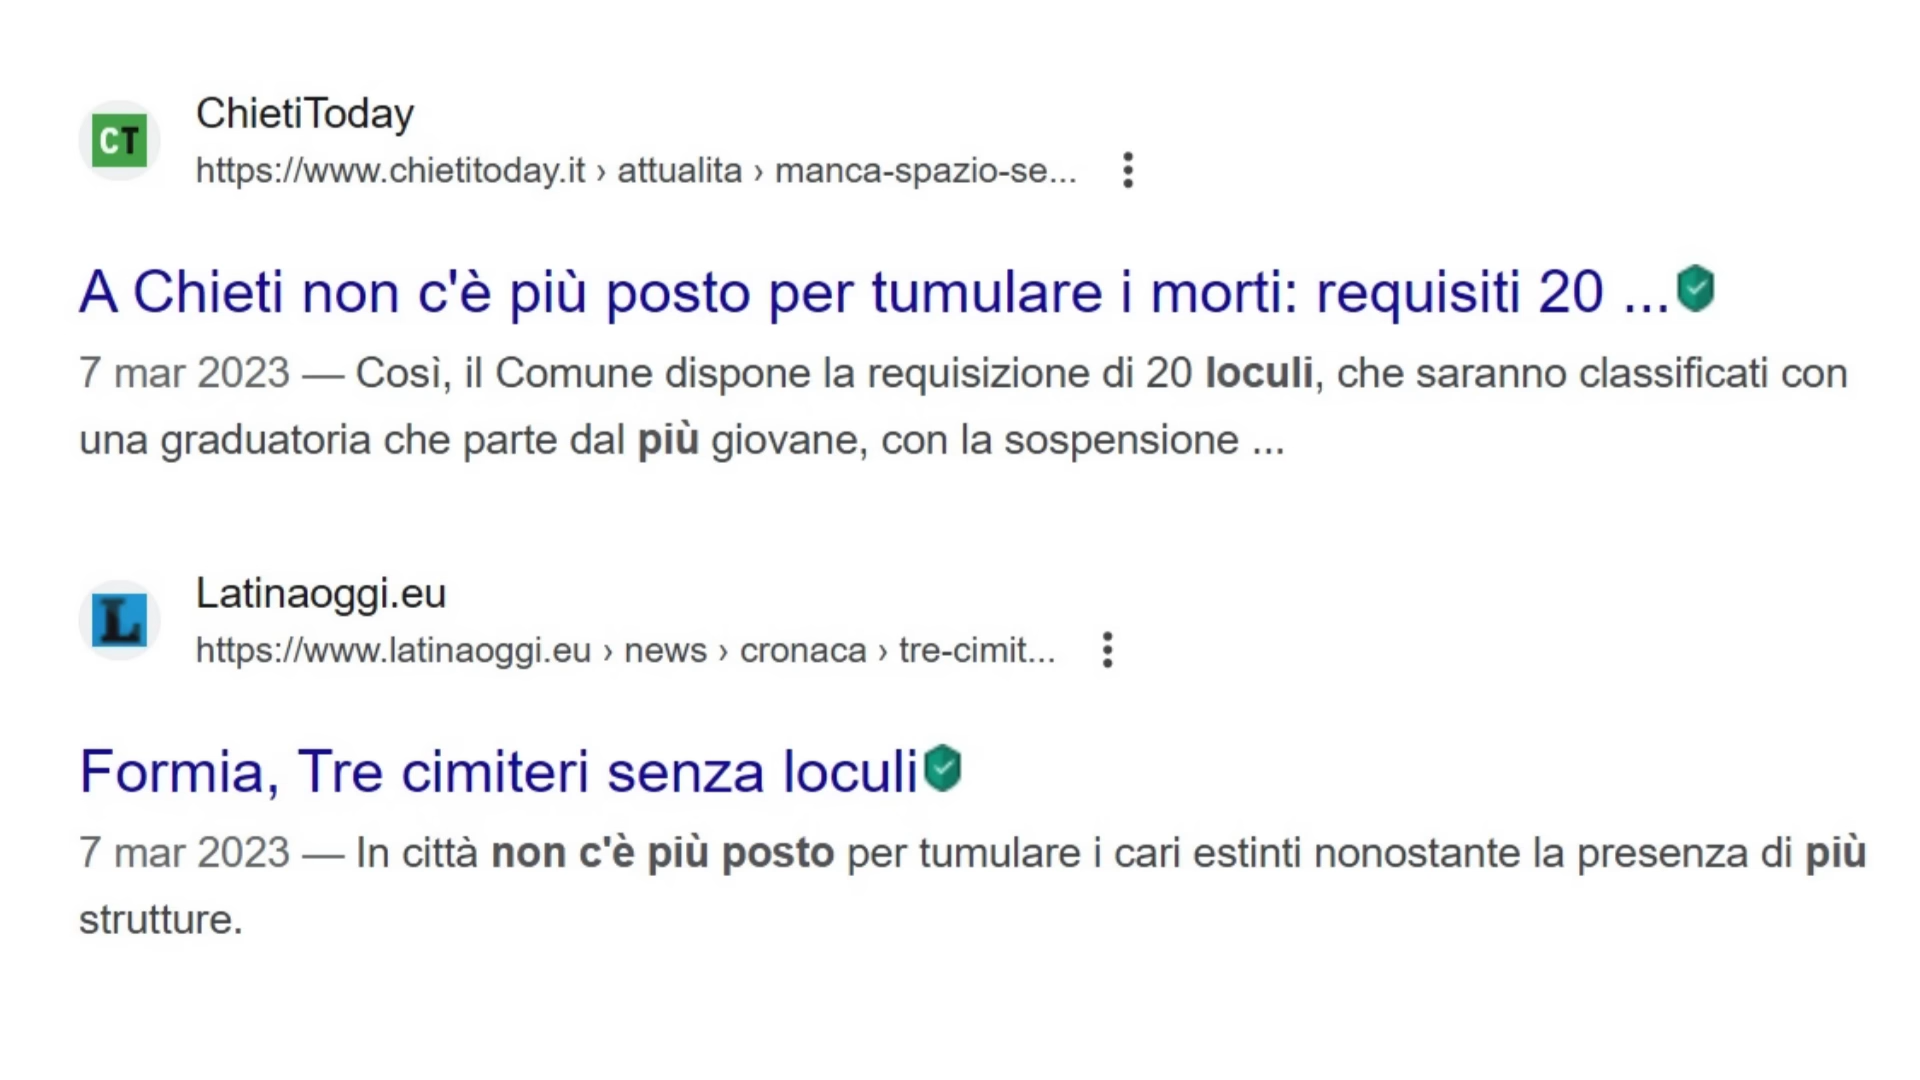 CT
ChietiToday
https://www.chietitoday.it › attualita › manca-spazio-se...
A Chieti non c'è più posto per tumulare i morti: requisiti 20 ...
7 mar 2023 — Così, il Comune dispone la requisizione di 20 loculi, che saranno classificati con
una graduatoria che parte dal più giovane, con la sospensione ...
L
Latinaoggi.eu
https://www.latinaoggi.eu › news › cronaca › tre-cimit...
Formia, Tre cimiteri senza loculi
7 mar 2023 — In città non c'è più posto per tumulare i cari estinti nonostante la presenza di più
strutture.